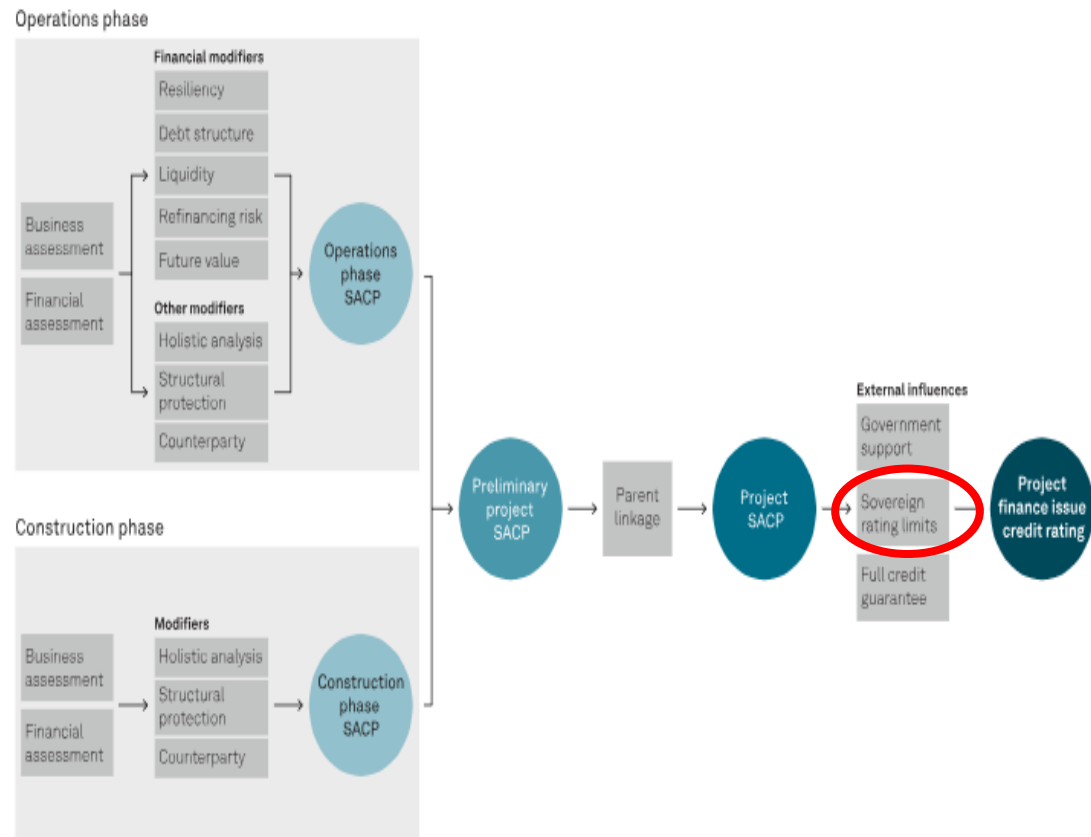 Operations phase
Financial modifiers
Resiliency
Debt structure
Liquidity
Refinancing risk
Future value
Business
assessment
Financial
assessment
Other modifiers
Holistic analysis
Structural
protection
Counterparty
Operations
phase
SACP
Construction phase
Business
assessment
Financial
assessment
Modifiers
Holistic analysis
Structural
protection
Counterparty
Construction
phase
SACP
Preliminary
project
SACP
Parent
linkage
Project
SACP
External influences
Government
support
Sovereign
rating limits
Full credit
guarantee
Project
finance issue
credit rating